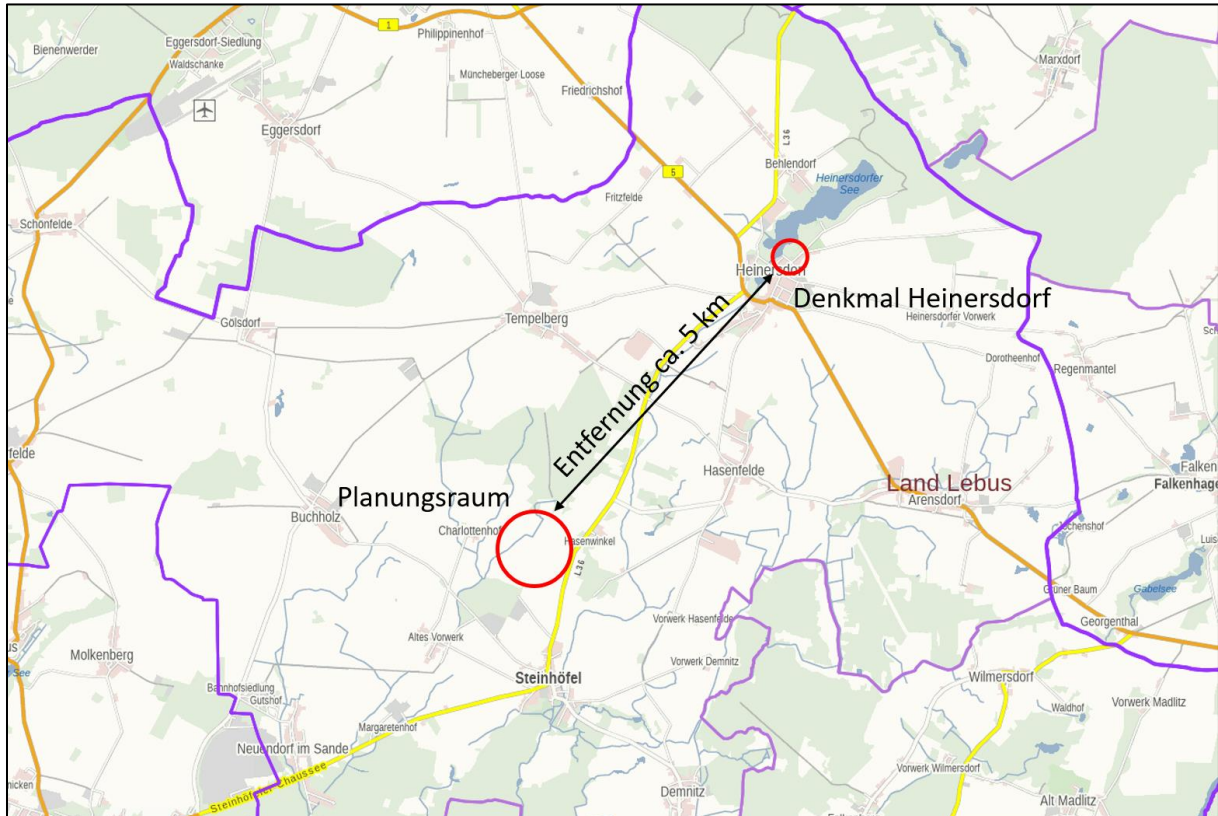 1
Eggersdorf-Siedlung
Philippinenhof
Bienenwerder
Waldschänke
Marxdorf
Müncheberger Loose
Friedrichshof
Eggersdorf
L36
Behlendorf
5
Heinersdorfer
See
Fritzfelde
Schönfelde
Heinersdorf
Denkmal Heinersdorf
Gölsdorf
Tempelberg
Heinersdorfer Vorwerk
Entfernung ca. 5 km
Dorotheenhof
Regenmantel
felde
Hasenfelde
Land Lebus
Falken
Planungsraum
Arensdorf
Falkenhage
Buchholz
Charlottenhof
Hasenwinkel
L36
Grüner Baum
Gabelsee
Georgenthal
Altes Vorwerk
Vorwerk Hasenfelde
Molkenberg
Vorwerk Demnitz
Steinhöfel
Wilmersdorf
Bahnhofsiedlung
Gutshof
Vorwerk Madlitz
Waldhof
Margaretenhof
Neuendorf im Sande
Vorwerk Wilmersdorf
Steinhöfeler Chaussee
Demnitz
Alt Madlitz